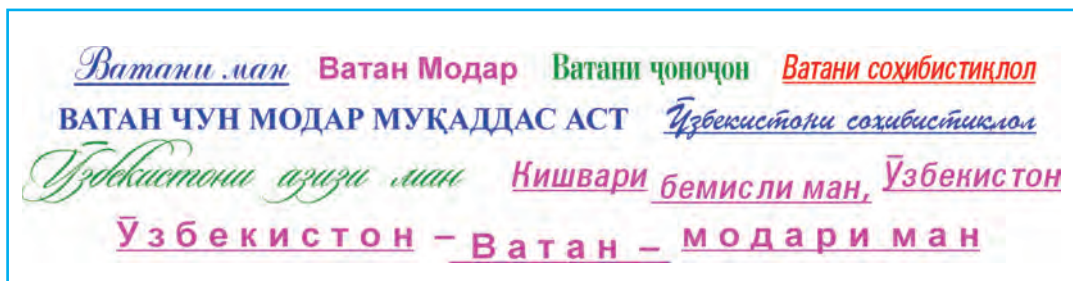 Ватани ман Ватан Модар Ватани ҷоноҷон Ватани соҳибистиқлол
ВАТАН ЧУН МОДАР МУҚАДДАС АСТ Ӯзбекистони соҳибистиқлол
Ӯзбекистони азизи ман Кишвари бемисли ман, Ӯзбекистон
Ӯзбекистон – Ватан – модари ман